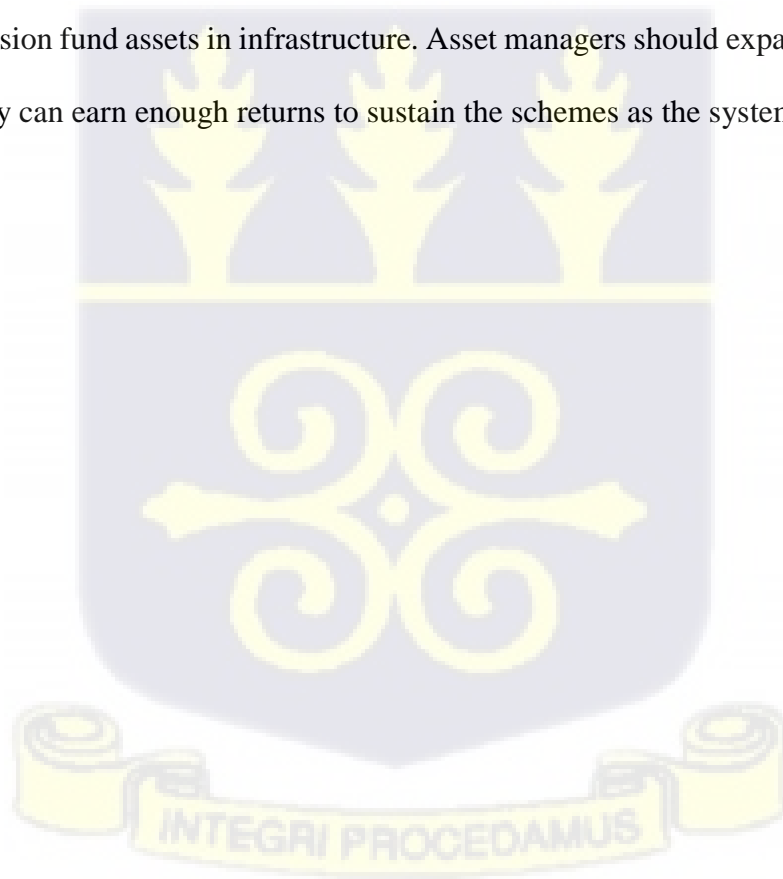 sion fund assets in infrastructure. Asset managers should expa
y can earn enough returns to sustain the schemes as the system
INTEGRI PROCEDAMUS